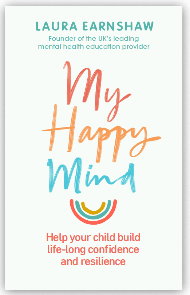 LAURA EARNSHAW
Founder of the UK's leading
mental health education provider
My
Happy
Mind
Help your child build
life-long confidence
and resilience